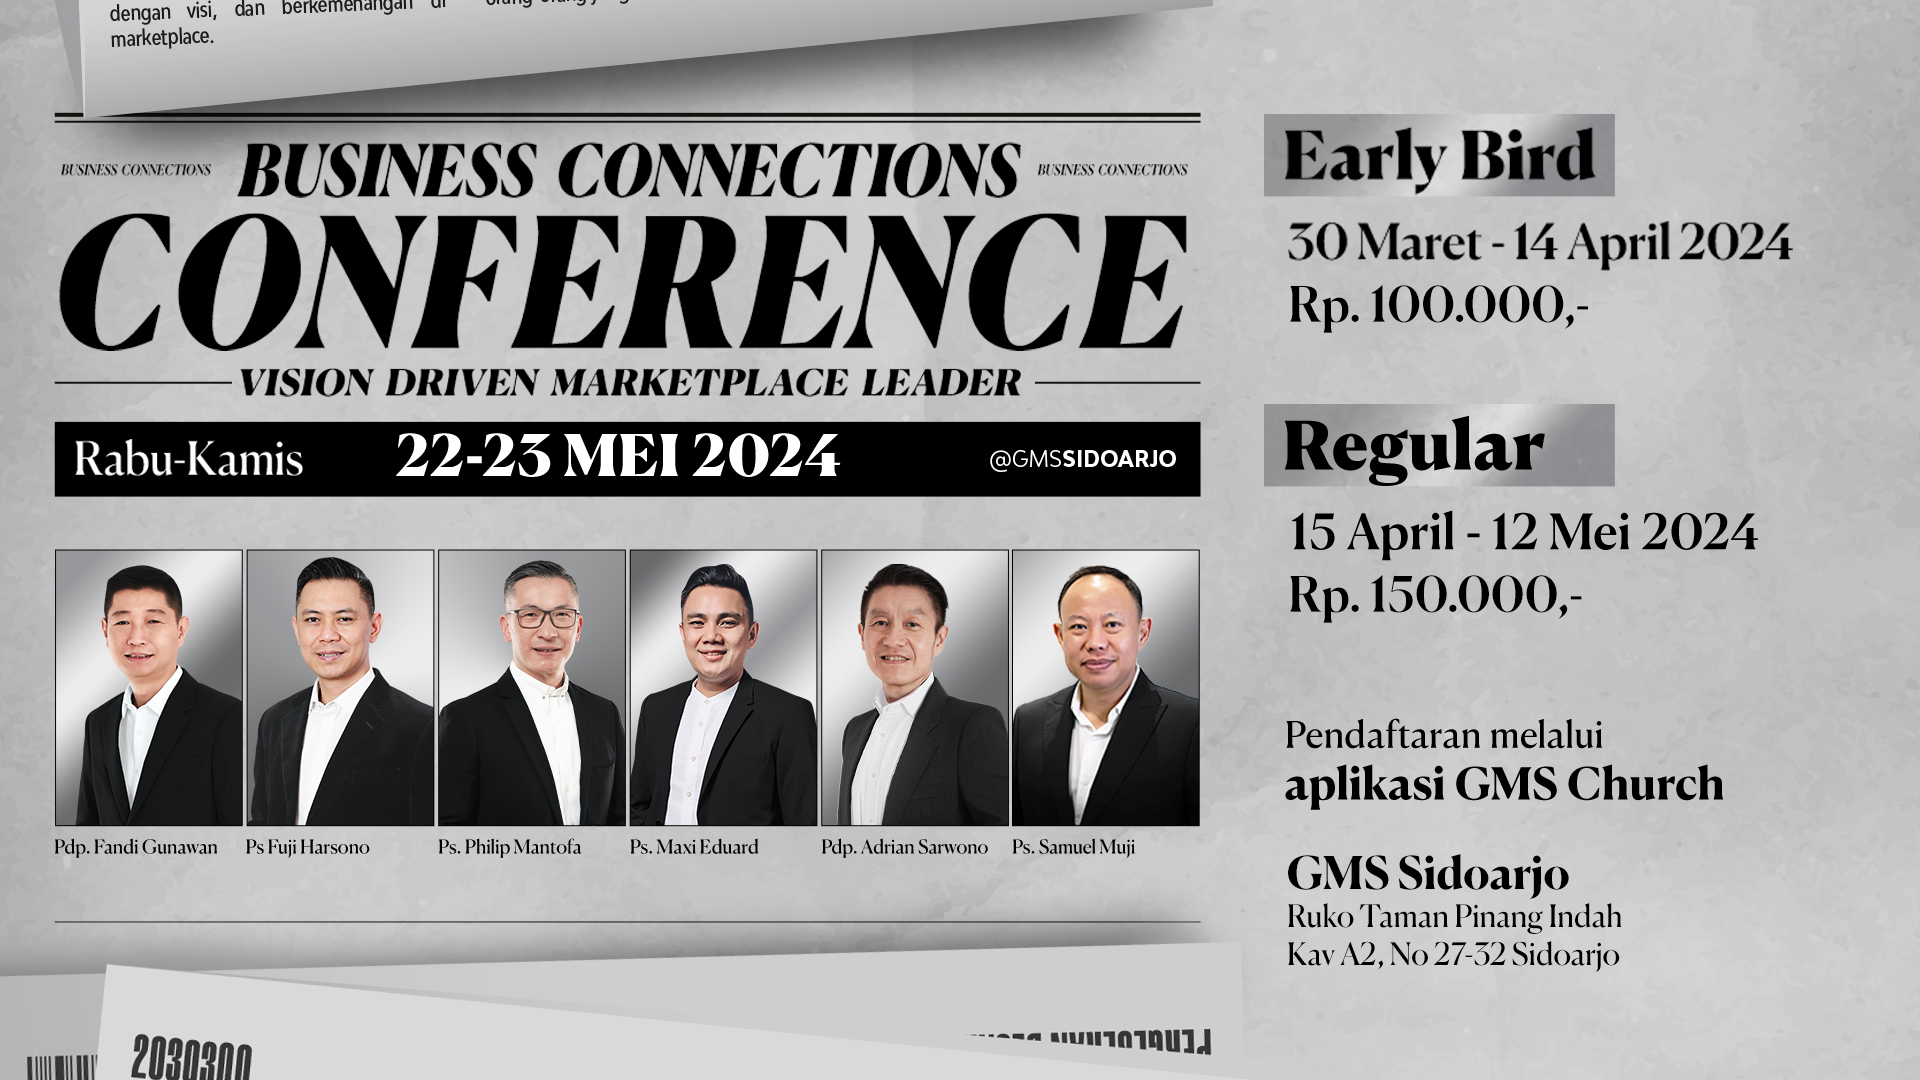 dengan visi, dan berkemenangan di
marketplace.
BUSINESS CONNECTIONS
BUSINESS CONNECTIONS
BUSINESS CONNECTIONS
CONFERENCE
VISION DRIVEN MARKETPLACE LEADER
Rabu-Kamis 22-23 MEI 2024 @GMSSIDOARJO
Pdp. Fandi Gunawan
Ps Fuji Harsono
Ps. Philip Mantofa
Ps. Maxi Eduard
Pdp. Adrian Sarwono
Ps. Samuel Muji
Early Bird
30 Maret - 14 April 2024
Rp. 100.000,-
Regular
15 April - 12 Mei 2024
Rp. 150.000,-
Pendaftaran melalui
aplikasi GMS Church
GMS Sidoarjo
Ruko Taman Pinang Indah
Kav A2, No 27-32 Sidoarjo
2030300